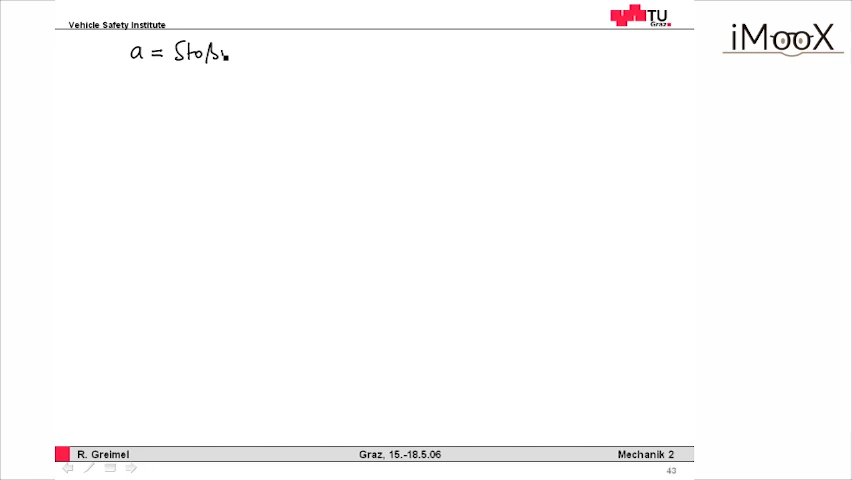 Vehicle Safety Institute
TU
Graz
iMooX
a = Stoß
R. Greimel
Graz, 15.-18.5.06
Mechanik 2
43